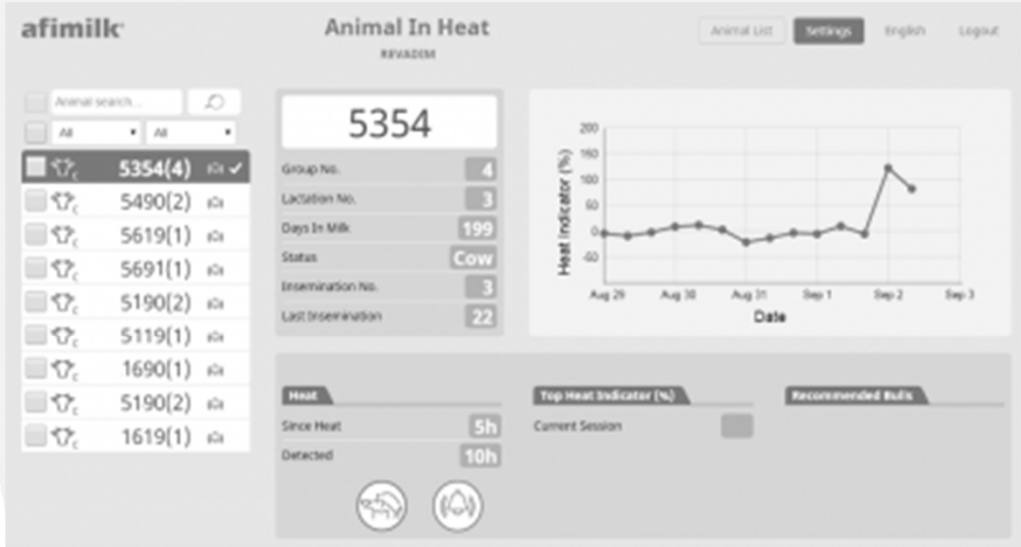 afimilk
Animal In Heat
REVADIM
Animal List
Settings
English
Logout
Animal search...
All
All
5354(4)
5490(2)
5619(1)
5691(1)
5190(2)
5119(1)
1690(1)
5190(2)
1619(1)
5354
Group No. 4
Lactation No. 3
Days In Milk 199
Status Cow
Insemination No. 3
Last Insemination 22
Heat Indicator (%)
200
150
100
50
0
-50
Aug 29 Aug 30 Aug 31 Sep 1 Sep 2 Sep 3
Date
Heat
Since Heat 5h
Detected 10h
Top Heat Indicator (%)
Current Session
Recommended Bulls